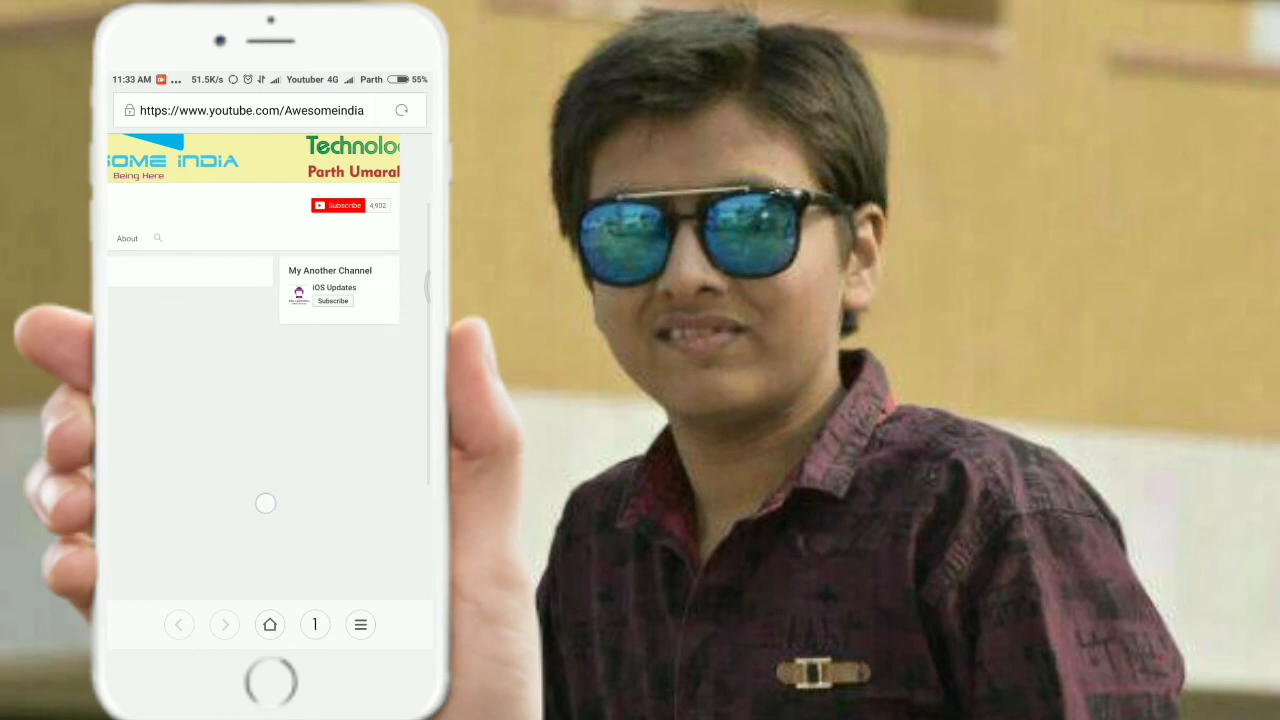 11:33 AM ... 51.5K/s Youtuber 4G Parth 55%
https://www.youtube.com/Awesomeindia
OME iNDiA
Being Here
Technolo
Parth Umara
Subscribe 4,902
About
My Another Channel
iOS Updates
Subscribe
1